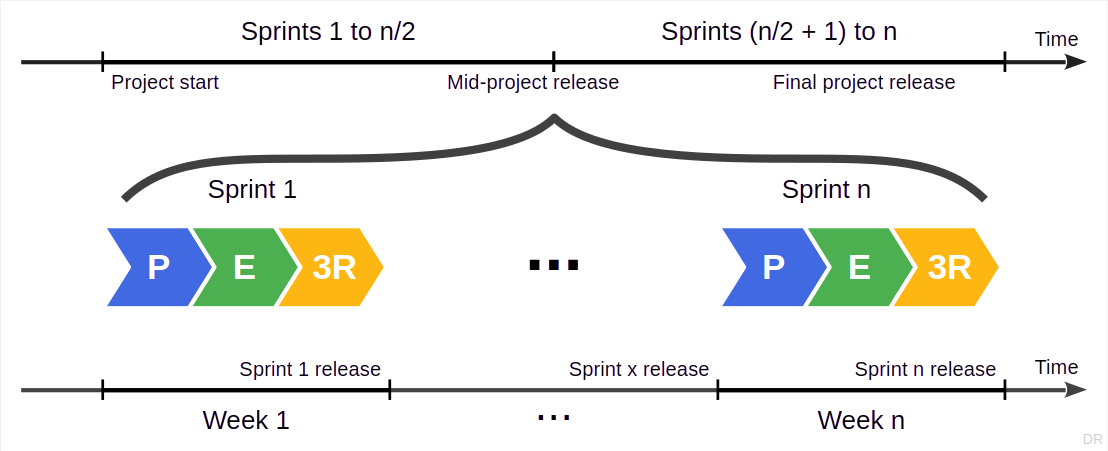 Sprints 1 to n/2
Sprints (n/2 + 1) to n
Time
Project start
Mid-project release
Final project release
Sprint 1
Sprint n
P
E
3R
...
P
E
3R
Sprint 1 release
Sprint x release
Sprint n release
Time
Week 1
...
Week n
DR